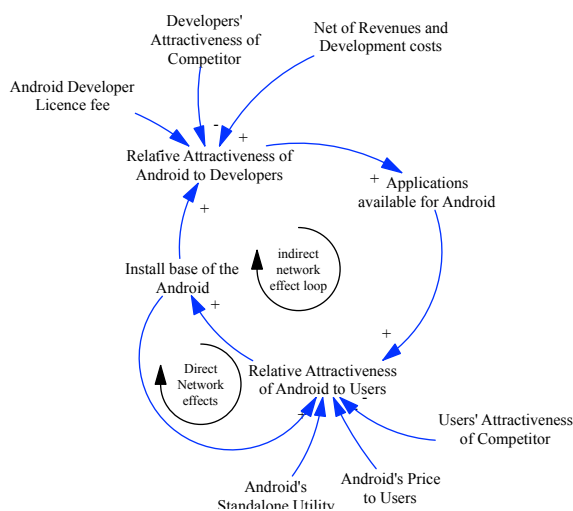 Developers'
Attractiveness of
Competitor
Net of Revenues and
Development costs
Android Developer
Licence fee
-
+
-
Relative Attractiveness of
Android to Developers
+
Applications
available for Android
+
indirect
network
effect loop
Install base of the
Android
+
+
Direct
Network
effects
Relative Attractiveness
of Android to Users
-
+
Users' Attractiveness
of Competitor
Android's
Standalone Utility
Android's Price
to Users